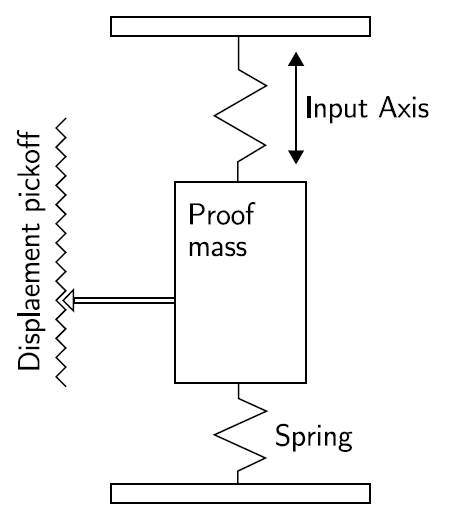 Input Axis
Proof
mass
Displaement pickoff
Spring